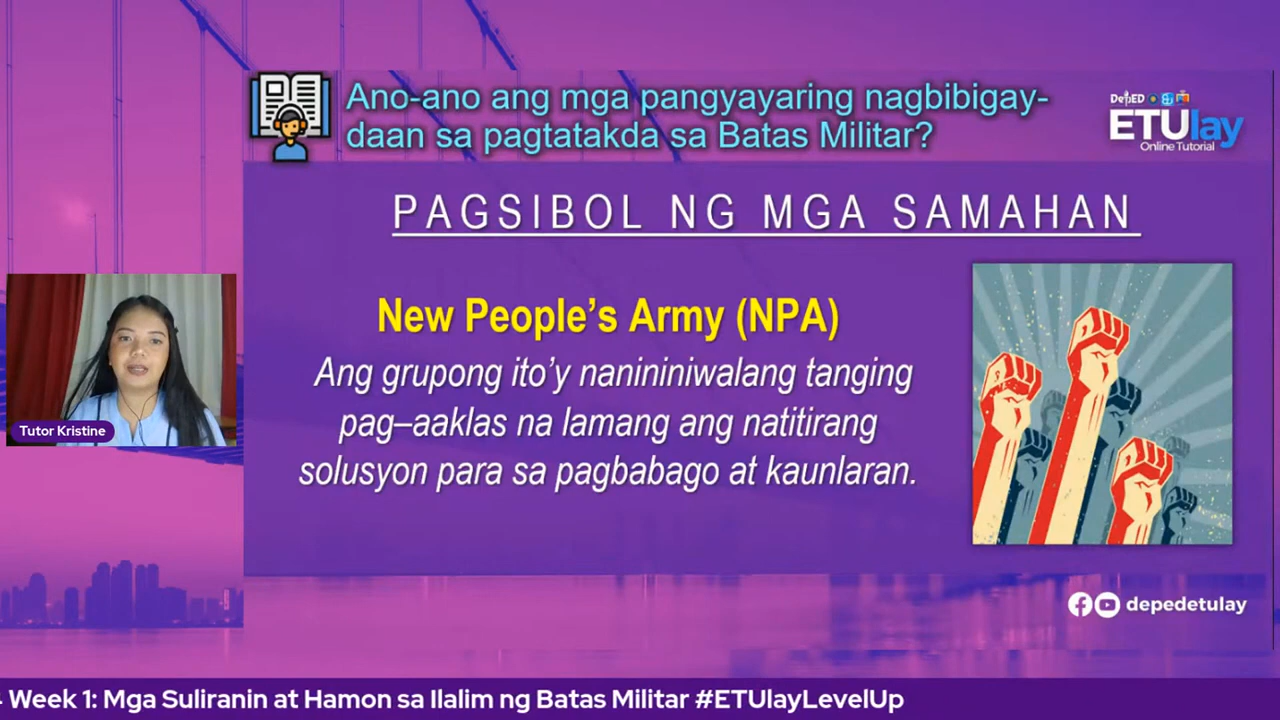 Ano-ano ang mga pangyayaring nagbibigay-
daan sa pagtatakda sa Batas Militar?
DepED
ETUlay
Online Tutorial
PAGSIBOL NG MGA SAMAHAN
New People's Army (NPA)
Ang grupong ito'y nanininiwalang tanging
pag–aaklas na lamang ang natitirang
solusyon para sa pagbabago at kaunlaran.
Tutor Kristine
depedetulay
Week 1: Mga Suliranin at Hamon sa Ilalim ng Batas Militar #ETUlayLevelUp